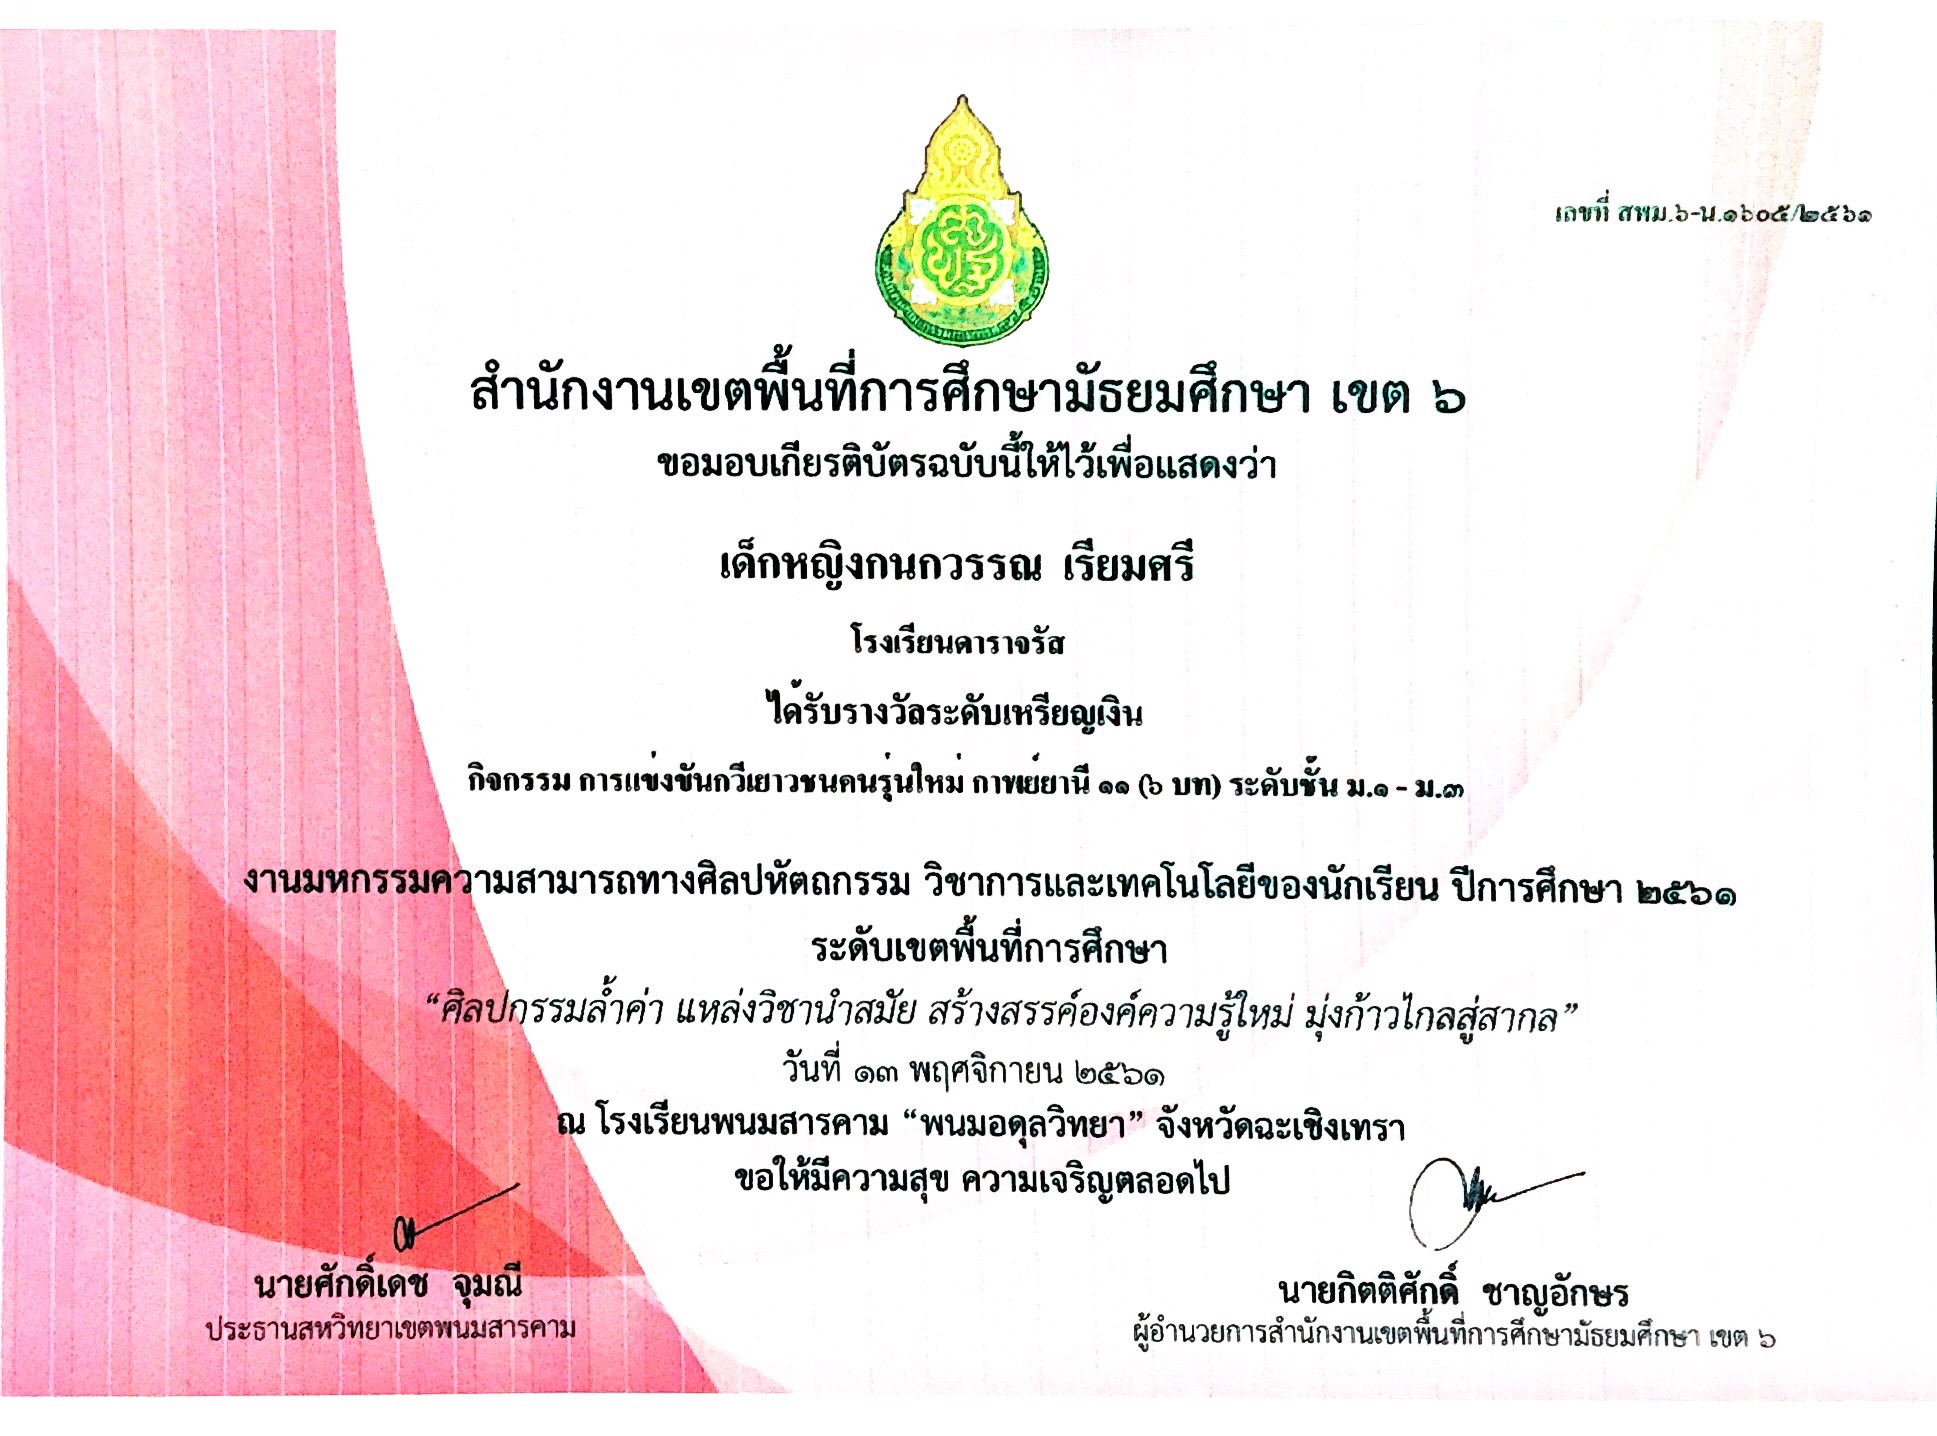 เลขที่ สพม.๖-น.๑๖๐๕/๒๕๖๑
สำนักงานเขตพื้นที่การศึกษามัธยมศึกษา เขต ๖
ขอมอบเกียรติบัตรฉบับนี้ให้ไว้เพื่อแสดงว่า
เด็กหญิงกนกวรรณ เรียมศรี
โรงเรียนดาราจรัส
ได้รับรางวัลระดับเหรียญเงิน
กิจกรรม การแข่งขันกวีเยาวชนคนรุ่นใหม่ กาพย์ยานี ๑๑ (๖ บท) ระดับชั้น ม.๑ - ม.๓
งานมหกรรมความสามารถทางศิลปหัตถกรรม วิชาการและเทคโนโลยีของนักเรียน ปีการศึกษา ๒๕๖๑
ระดับเขตพื้นที่การศึกษา
“ศิลปกรรมล้ำค่า แหล่งวิชานำสมัย สร้างสรรค์องค์ความรู้ใหม่ มุ่งก้าวไกลสู่สากล”
วันที่ ๑๓ พฤศจิกายน ๒๕๖๑
ณ โรงเรียนพนมสารคาม “พนมอดุลวิทยา” จังหวัดฉะเชิงเทรา
ขอให้มีความสุข ความเจริญตลอดไป
นายศักดิ์เดช จุมณี
ประธานสหวิทยาเขตพนมสารคาม
นายกิตติศักดิ์ ชาญอักษร
ผู้อำนวยการสำนักงานเขตพื้นที่การศึกษามัธยมศึกษา เขต ๖